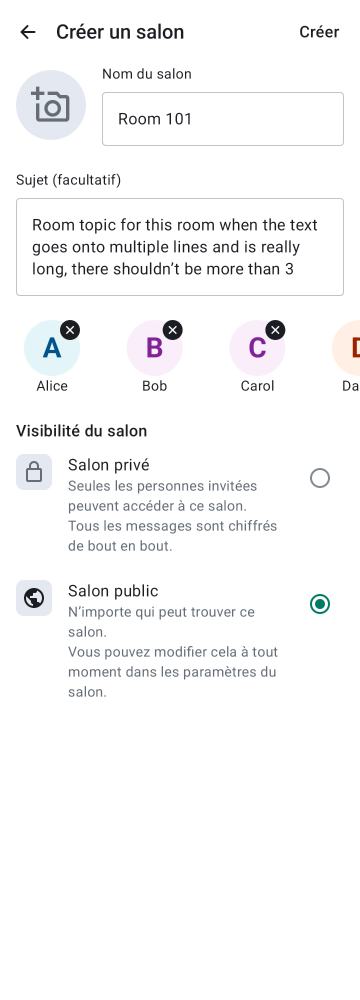 Créer un salon
Créer
Nom du salon
Room 101
Sujet (facultatif)
Room topic for this room when the text
goes onto multiple lines and is really
long, there shouldn’t be more than 3
A
B
C
Alice
Bob
Carol
Da
Visibilité du salon
Salon privé
Seules les personnes invitées
peuvent accéder à ce salon.
Tous les messages sont chiffrés
de bout en bout.
Salon public
N’importe qui peut trouver ce
salon.
Vous pouvez modifier cela à tout
moment dans les paramètres du
salon.